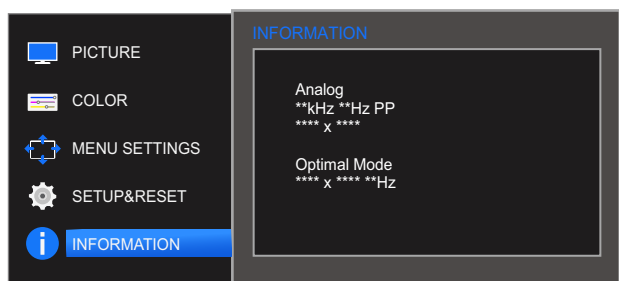 PICTURE
COLOR
MENU SETTINGS
SETUP&RESET
INFORMATION
INFORMATION
Analog
**kHz **Hz PP
**** x ****
Optimal Mode
**** x **** **Hz